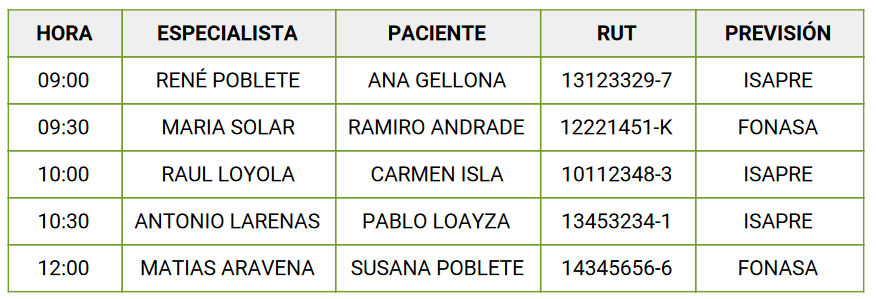 HORA ESPECIALISTA PACIENTE RUT PREVISIÓN
09:00 RENÉ POBLETE ANA GELLONA 13123329-7 ISAPRE
09:30 MARIA SOLAR RAMIRO ANDRADE 12221451-K FONASA
10:00 RAUL LOYOLA CARMEN ISLA 10112348-3 ISAPRE
10:30 ANTONIO LARENAS PABLO LOAYZA 13453234-1 ISAPRE
12:00 MATIAS ARAVENA SUSANA POBLETE 14345656-6 FONASA